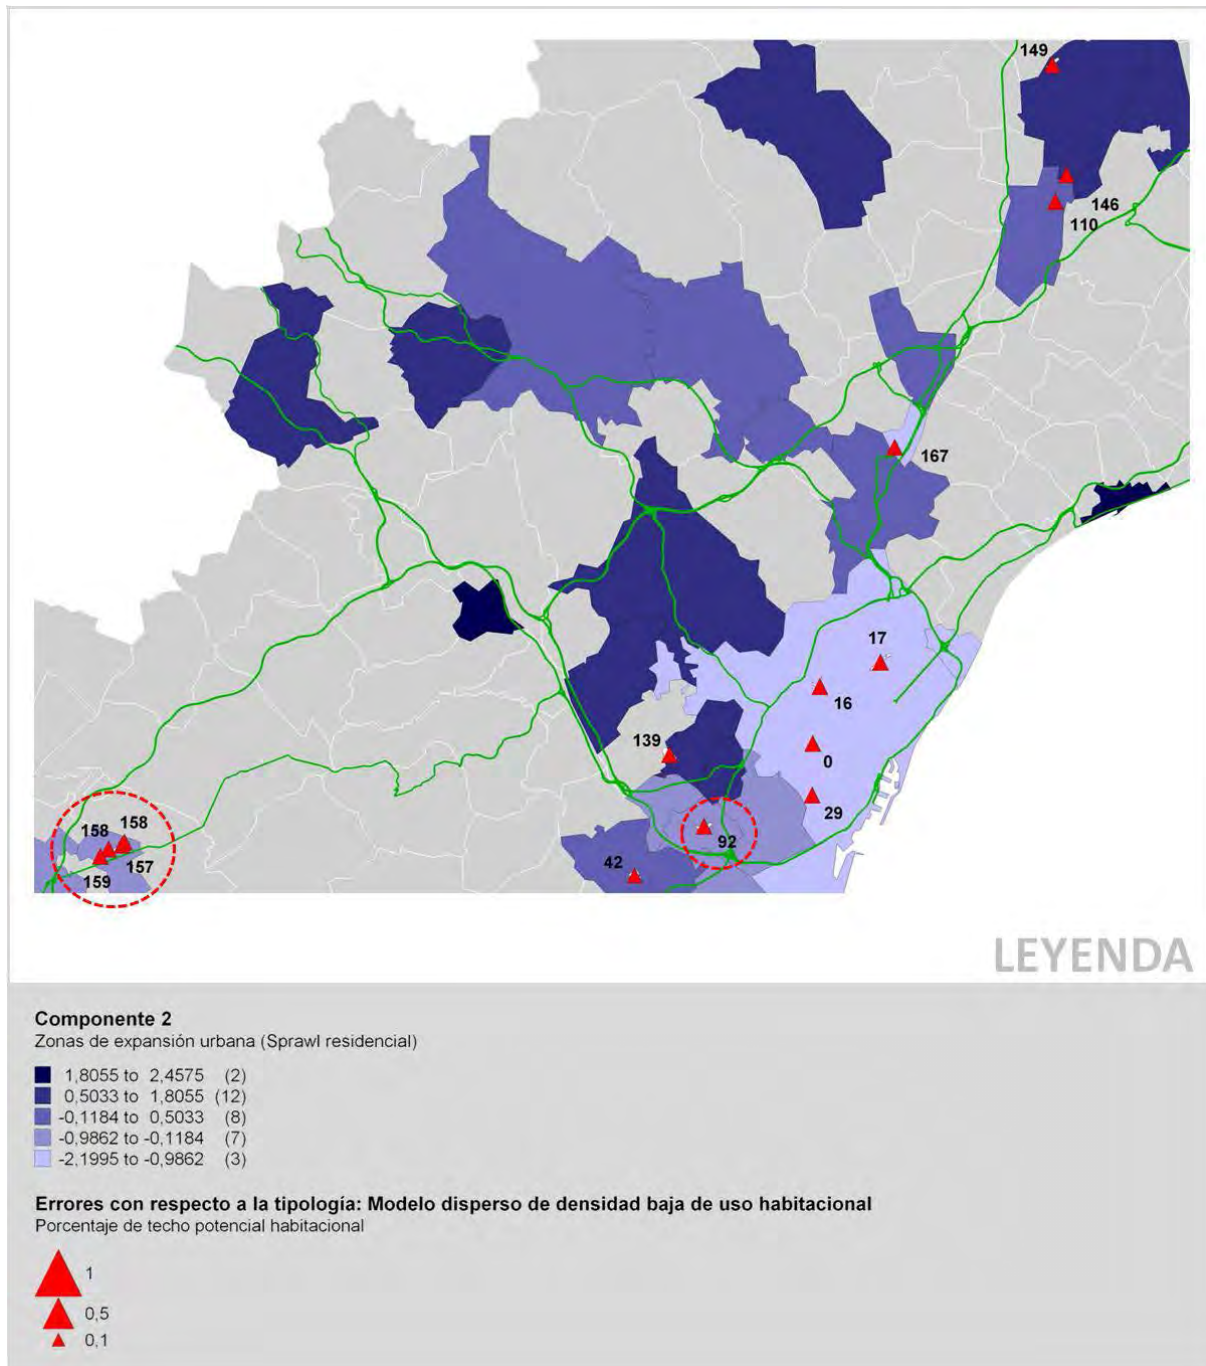 149
146
110
167
17
16
139
0
29
158
158
92
42
157
159
LEYENDA
Componente 2
Zonas de expansión urbana (Sprawl residencial)
1,8055 to 2,4575 (2)
0,5033 to 1,8055 (12)
-0,1184 to 0,5033 (8)
-0,9862 to -0,1184 (7)
-2,1995 to -0,9862 (3)
Errores con respecto a la tipología: Modelo disperso de densidad baja de uso habitacional
Porcentaje de techo potencial habitacional
1
0,5
0,1